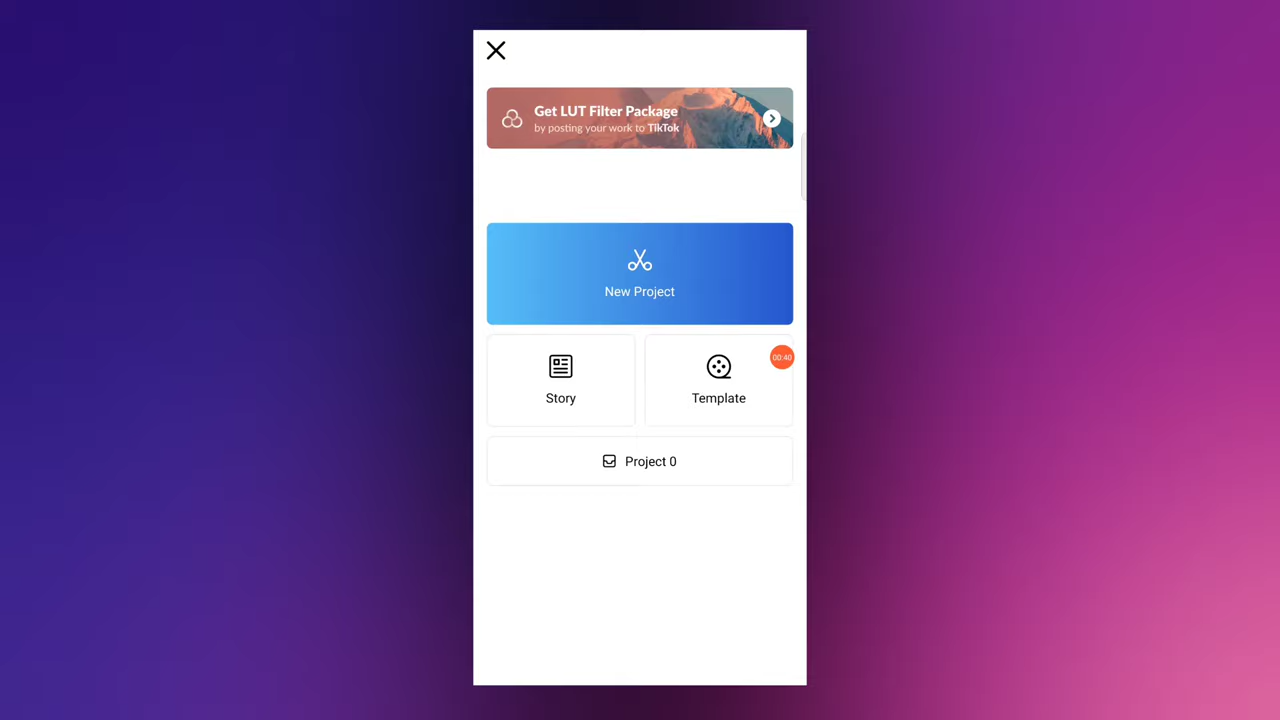 Get LUT Filter Package
by posting your work to TikTok
New Project
Story
Template
00:40
Project 0